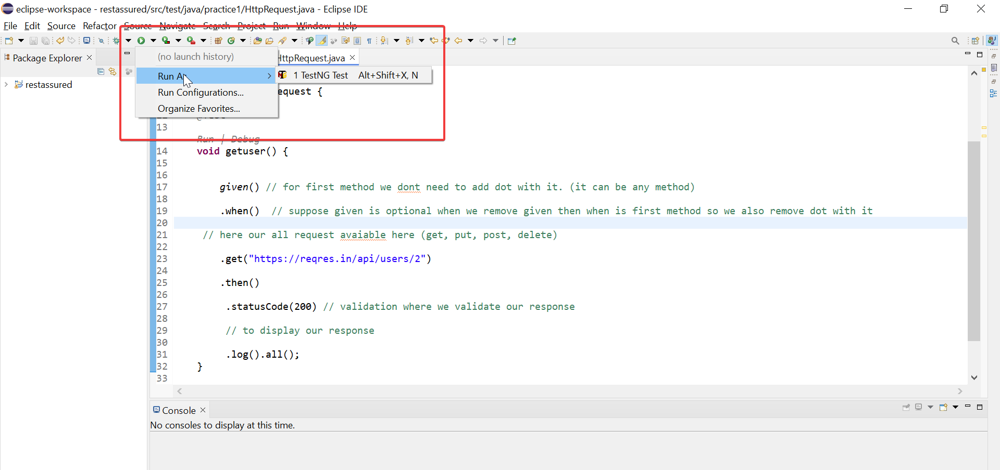 eclipse-workspace - restassured/src/test/java/practice1/HttpRequest.java - Eclipse IDE
File Edit Source Refactor Source Navigate Search Project Run Window Help
Package Explorer
HttpRequest.java
(no launch history)
Run As
1 TestNG Test Alt+Shift+X, N
restassured
Run Configurations...
equest {
Organize Favorites...
12 @Test
13
Run | Debug
14 void getuser() {
15
16
17 given() // for first method we dont need to add dot with it. (it can be any method)
18
19 .when() // suppose given is optional when we remove given then when is first method so we also remove dot with it
20
21 // here our all request avaiable here (get, put, post, delete)
22
23 .get("https://reqres.in/api/users/2")
24
25 .then()
26
27 .statusCode(200) // validation where we validate our response
28
29 // to display our response
30
31 .log().all();
32 }
33
Console
No consoles to display at this time.